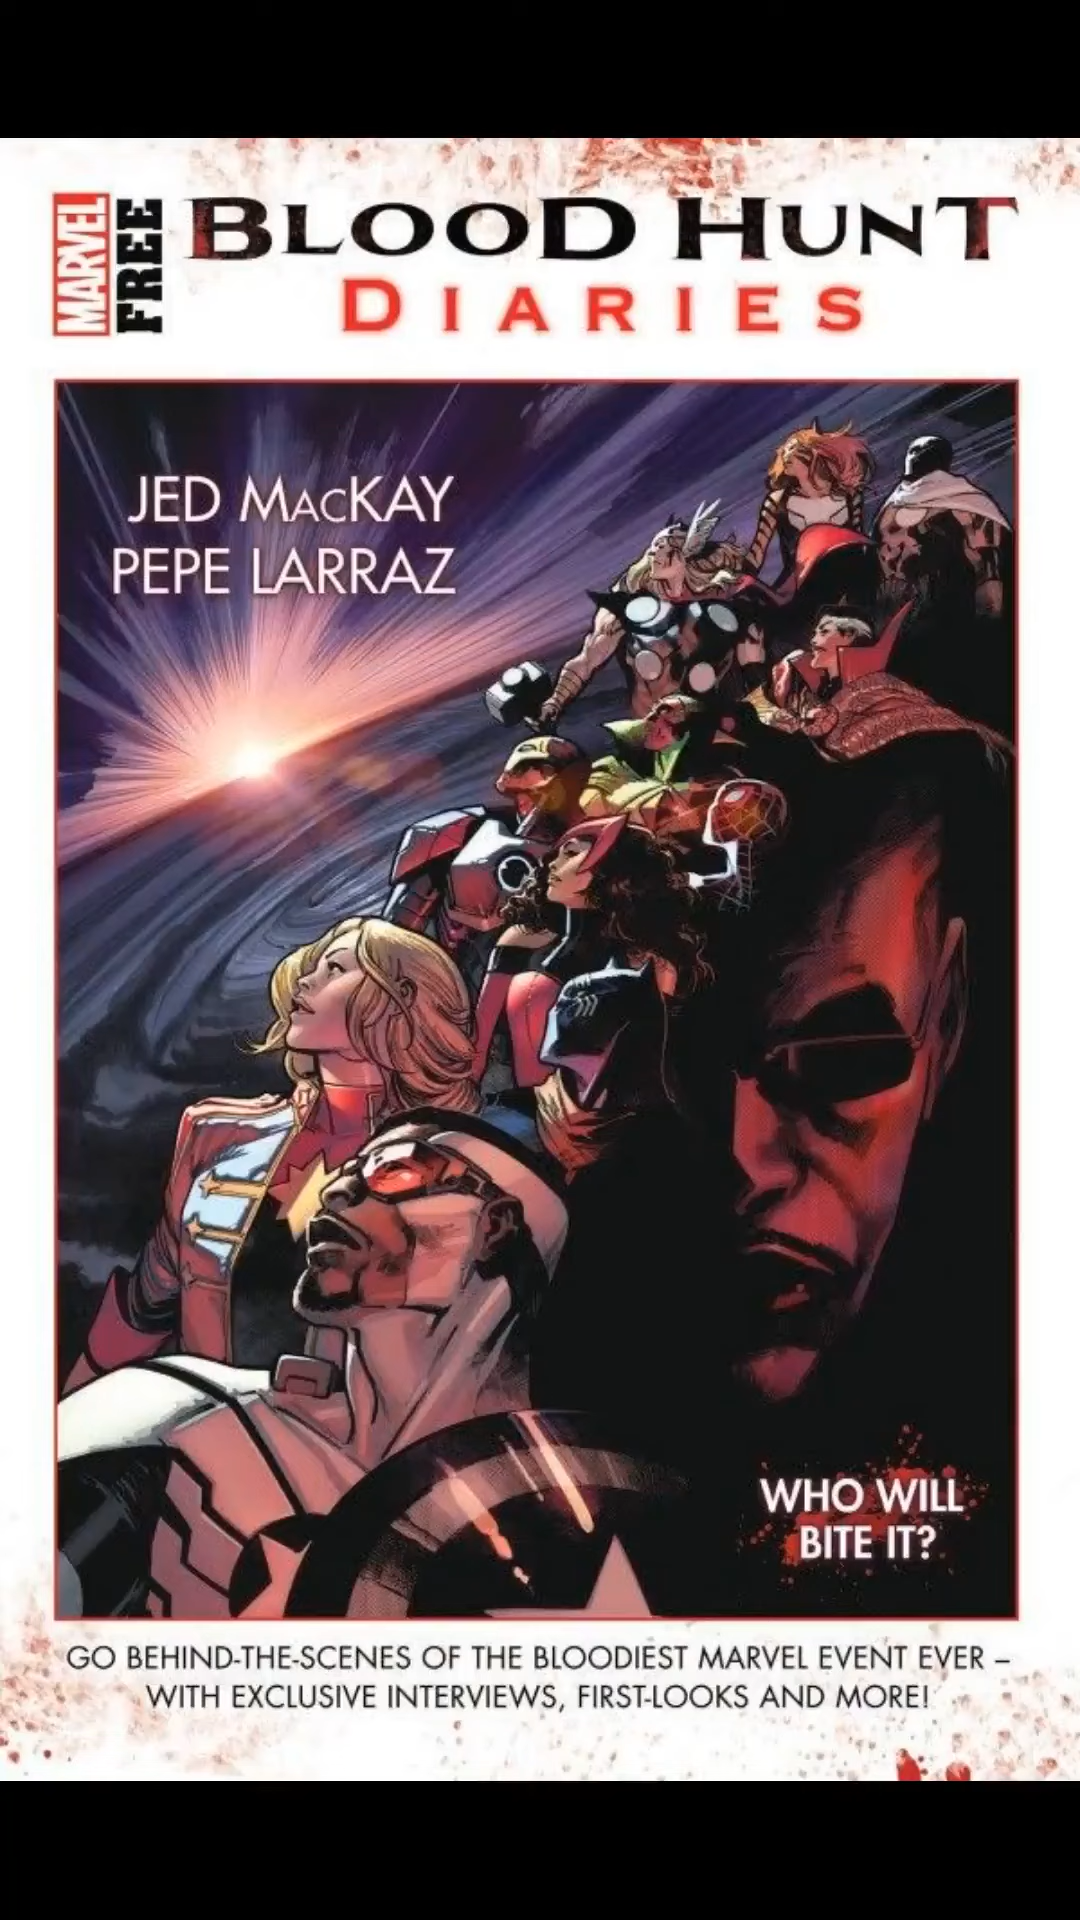 MARVEL
FREE
BLOOD HUNT
DIARIES
JED MACKAY
PEPE LARRAZ
WHO WILL
BITE IT?
GO BEHIND-THE-SCENES OF THE BLOODIEST MARVEL EVENT EVER –
WITH EXCLUSIVE INTERVIEWS, FIRST-LOOKS AND MORE!